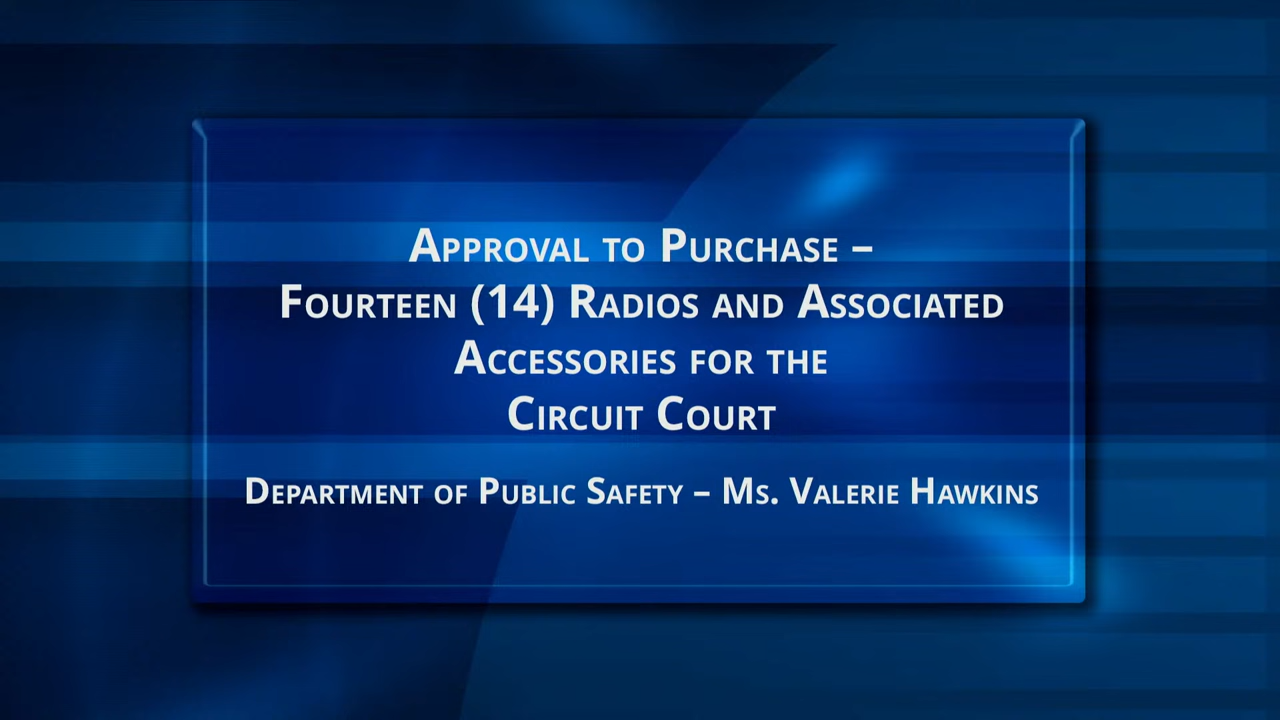 Approval to Purchase –
Fourteen (14) Radios and Associated
Accessories for the
Circuit Court
Department of Public Safety – Ms. Valerie Hawkins